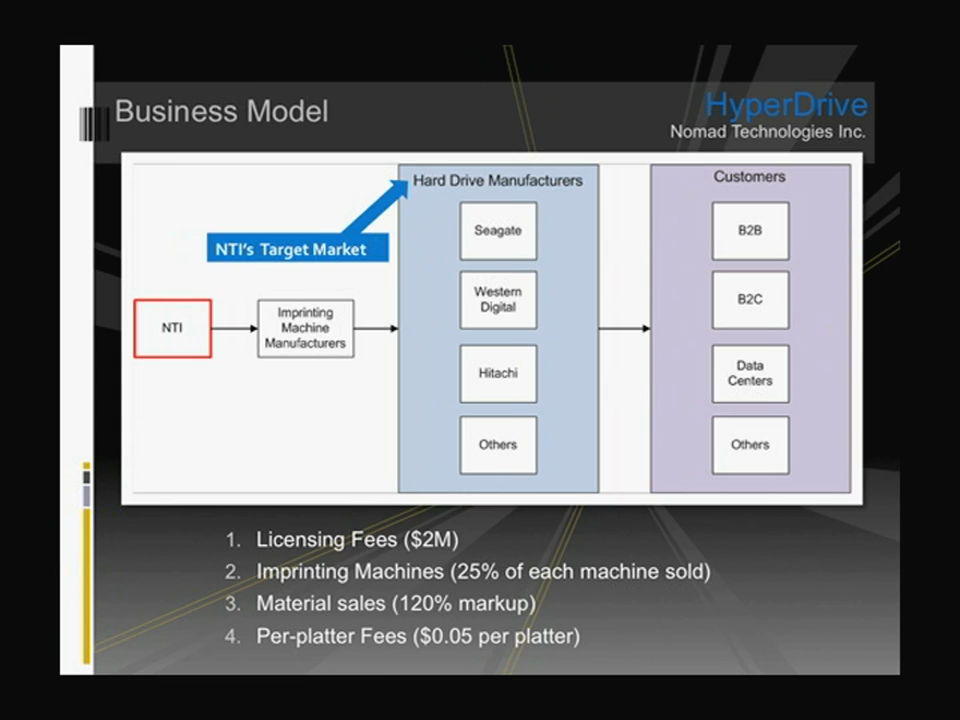 Business Model
HyperDrive
Nomad Technologies Inc.
NTI's Target Market
NTI
Imprinting
Machine
Manufacturers
Hard Drive Manufacturers
Seagate
Western
Digital
Hitachi
Others
Customers
B2B
B2C
Data
Centers
Others
1. Licensing Fees ($2M)
2. Imprinting Machines (25% of each machine sold)
3. Material sales (120% markup)
4. Per-platter Fees ($0.05 per platter)